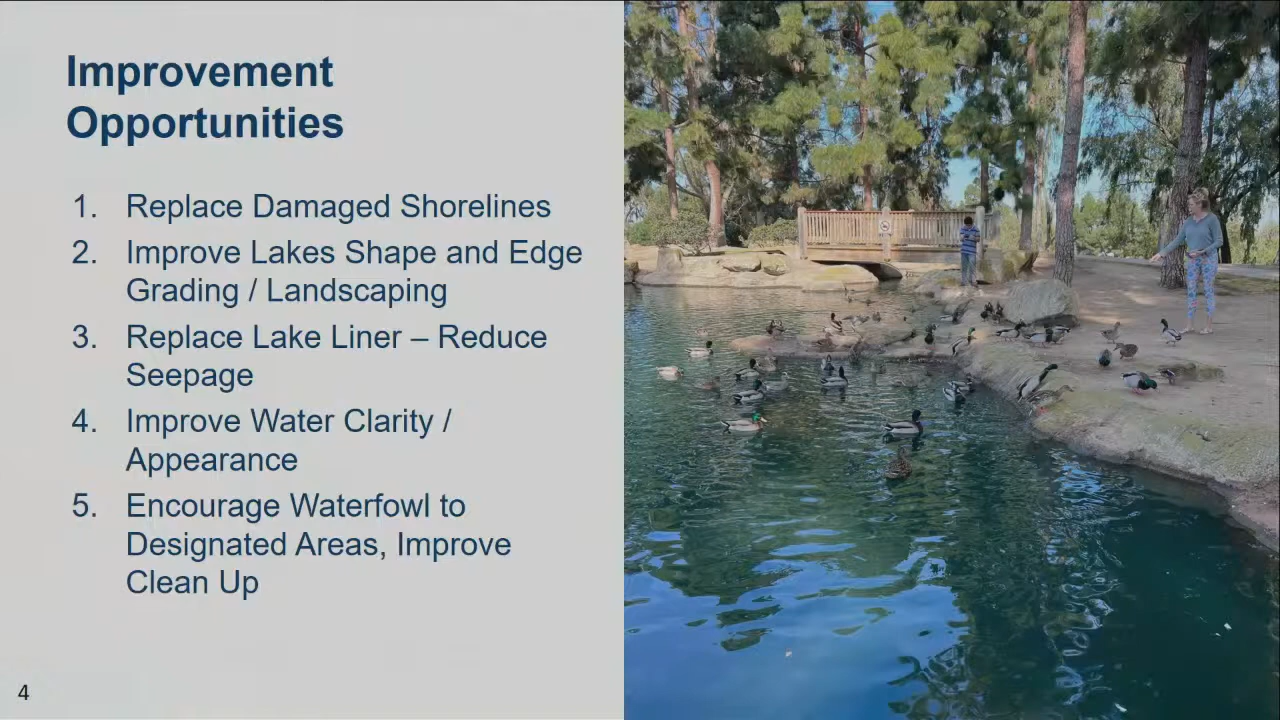 Improvement
Opportunities
1. Replace Damaged Shorelines
2. Improve Lakes Shape and Edge
Grading / Landscaping
3. Replace Lake Liner – Reduce
Seepage
4. Improve Water Clarity /
Appearance
5. Encourage Waterfowl to
Designated Areas, Improve
Clean Up
4